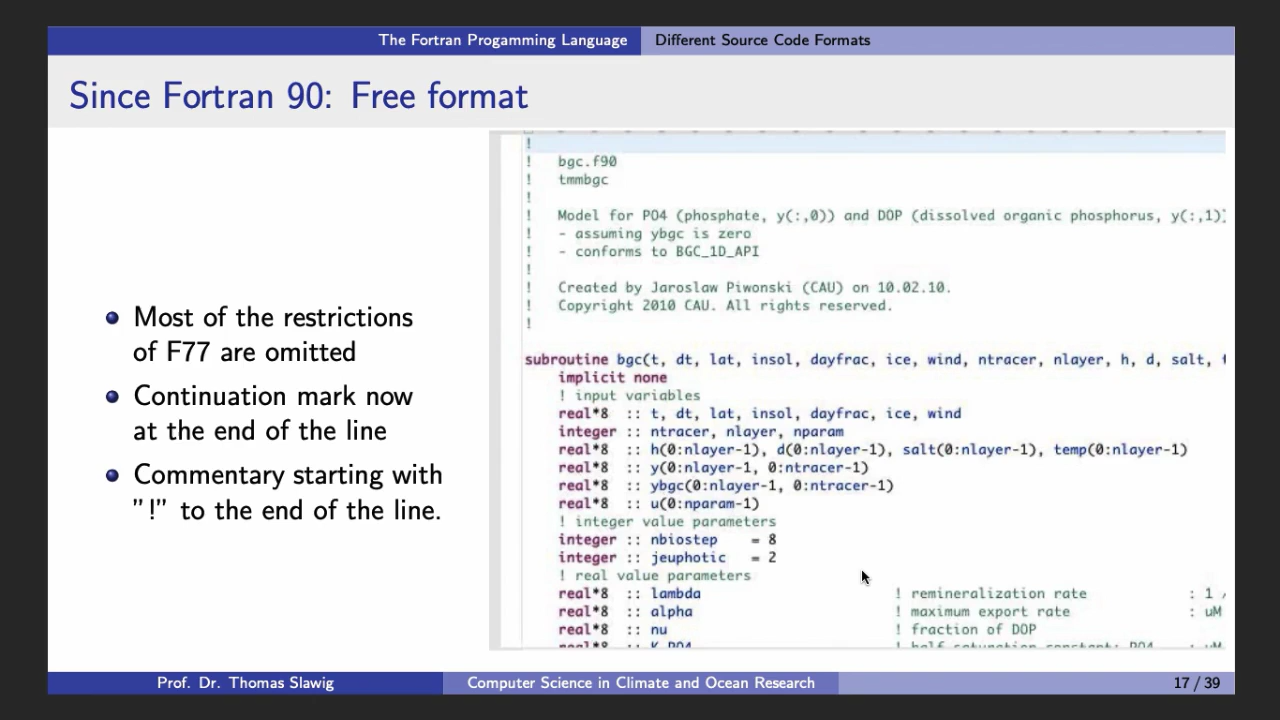 The Fortran Progamming Language
Different Source Code Formats
Since Fortran 90: Free format
Most of the restrictions
of F77 are omitted
Continuation mark now
at the end of the line
Commentary starting with
"!" to the end of the line.
!
! bgc.f90
! tmmbgc
!
! Model for PO4 (phosphate, y(:,0)) and DOP (dissolved organic phosphorus, y(:,1))
! - assuming ybgc is zero
! - conforms to BGC_1D_API
!
! Created by Jaroslaw Piwonski (CAU) on 10.02.10.
! Copyright 2010 CAU. All rights reserved.
!
subroutine bgc(t, dt, lat, insol, dayfrac, ice, wind, ntracer, nlayer, h, d, salt,
implicit none
! input variables
real*8 :: t, dt, lat, insol, dayfrac, ice, wind
integer :: ntracer, nlayer, nparam
real*8 :: h(0:nlayer-1), d(0:nlayer-1), salt(0:nlayer-1), temp(0:nlayer-1)
real*8 :: y(0:nlayer-1, 0:ntracer-1)
real*8 :: ybgc(0:nlayer-1, 0:ntracer-1)
real*8 :: u(0:nparam-1)
! integer value parameters
integer :: nbiostep = 8
integer :: jeuphotic = 2
! real value parameters
real*8 :: lambda ! remineralization rate : 1
real*8 :: alpha ! maximum export rate : uM
real*8 :: nu ! fraction of DOP
real*8 :: K_PO4 ! half saturation constant: PO4 : uM
Prof. Dr. Thomas Slawig
Computer Science in Climate and Ocean Research
17 / 39